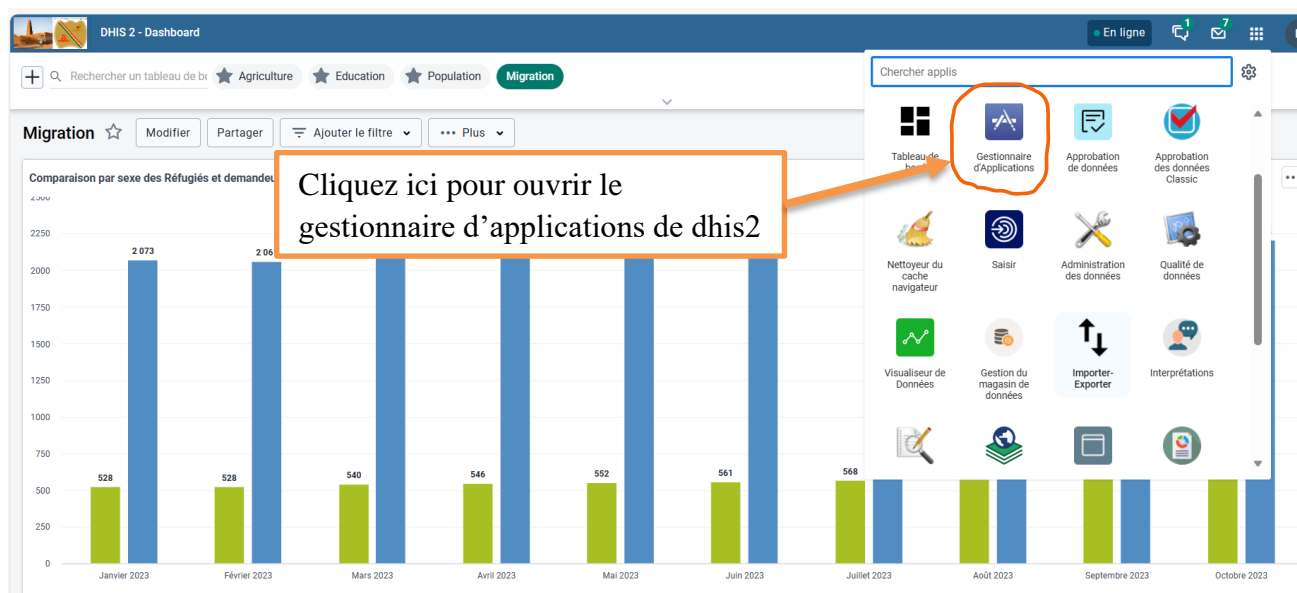 DHIS 2 - Dashboard
En ligne
1
7
Rechercher un tableau de
Agriculture
Education
Population
Migration
Chercher applis
Migration
Modifier
Partager
Ajouter le filtre
Plus
Comparaison par sexe des Réfugiés et
Cliquez ici pour ouvrir le
gestionnaire d’applications de dhis2
Tableau de
Gestionnaire
d'Applications
Approbation
de données
Approbation
des données
Classic
Nettoyeur du
cache
navigateur
Saisir
Administration
des données
Qualité de
données
Visualiseur de
Données
Gestion du
magasin de
données
Importer-
Exporter
Interprétations
2500
2250
2000
1750
1500
1250
1000
750
500
250
0
2 073
528
528
540
546
552
561
568
Janvier 2023
Février 2023
Mars 2023
Avril 2023
Mai 2023
Juin 2023
Juillet 2023
Août 2023
Septembre 2023
Octobre 2023